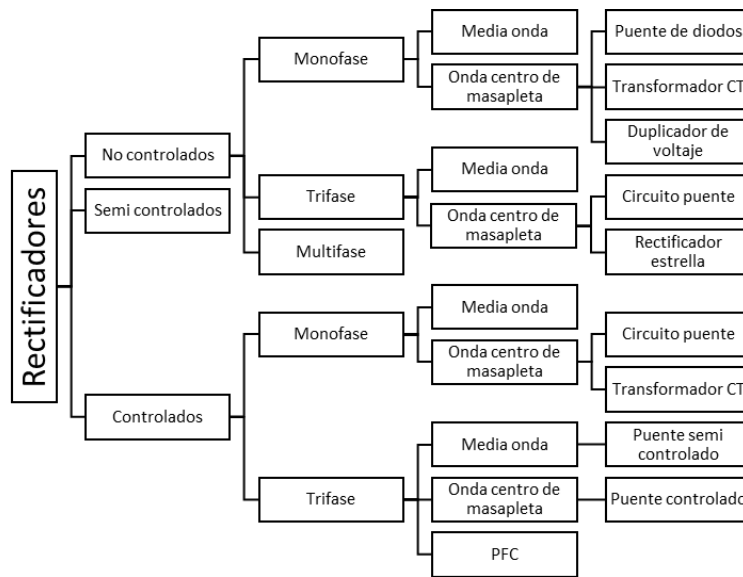 Rectificadores
No controlados
Monofase
Media onda
Onda centro de
masapleta
Puente de diodos
Transformador CT
Duplicador de
voltaje
Trifase
Media onda
Onda centro de
masapleta
Circuito puente
Rectificador
estrella
Multifase
Semi controlados
Controlados
Monofase
Media onda
Onda centro de
masapleta
Circuito puente
Transformador CT
Trifase
Media onda
Puente semi
controlado
Onda centro de
masapleta
Puente controlado
PFC